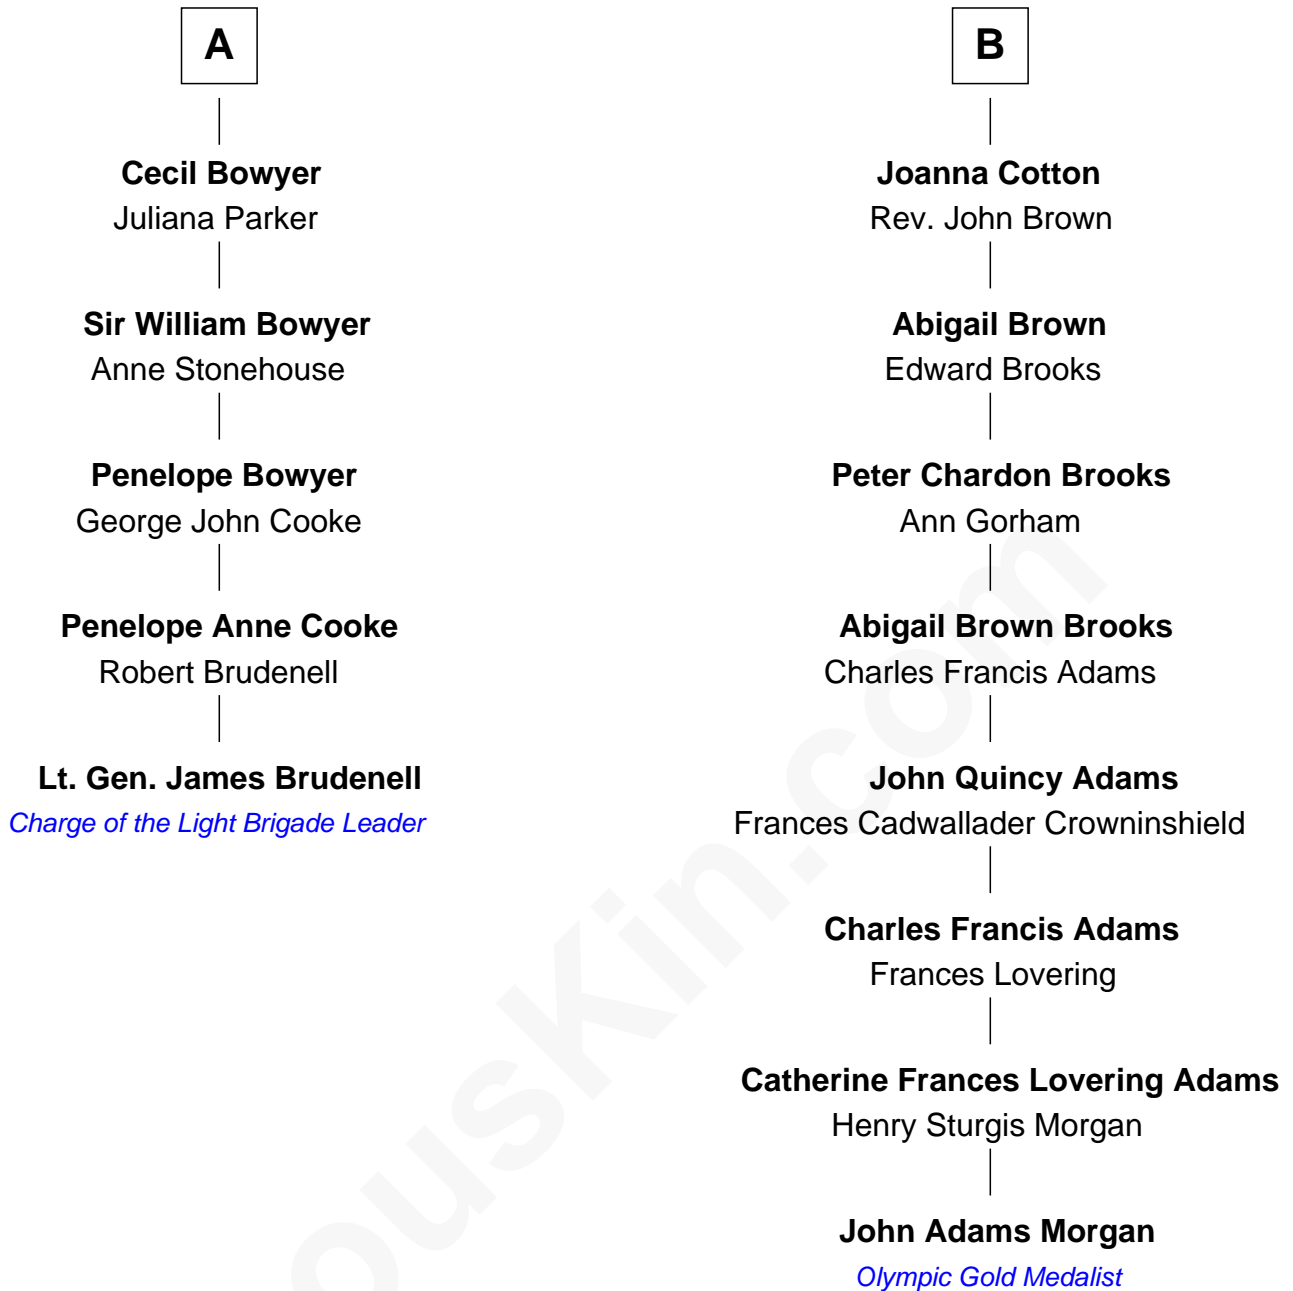 A
Cecil Bowyer
Juliana Parker
Sir William Bowyer
Anne Stonehouse
Penelope Bowyer
George John Cooke
Penelope Anne Cooke
Robert Brudenell
Lt. Gen. James Brudenell
Charge of the Light Brigade Leader
B
Joanna Cotton
Rev. John Brown
Abigail Brown
Edward Brooks
Peter Chardon Brooks
Ann Gorham
Abigail Brown Brooks
Charles Francis Adams
John Quincy Adams
Frances Cadwallader Crowninshield
Charles Francis Adams
Frances Lovering
Catherine Frances Lovering Adams
Henry Sturgis Morgan
John Adams Morgan
Olympic Gold Medalist
ousKin.com